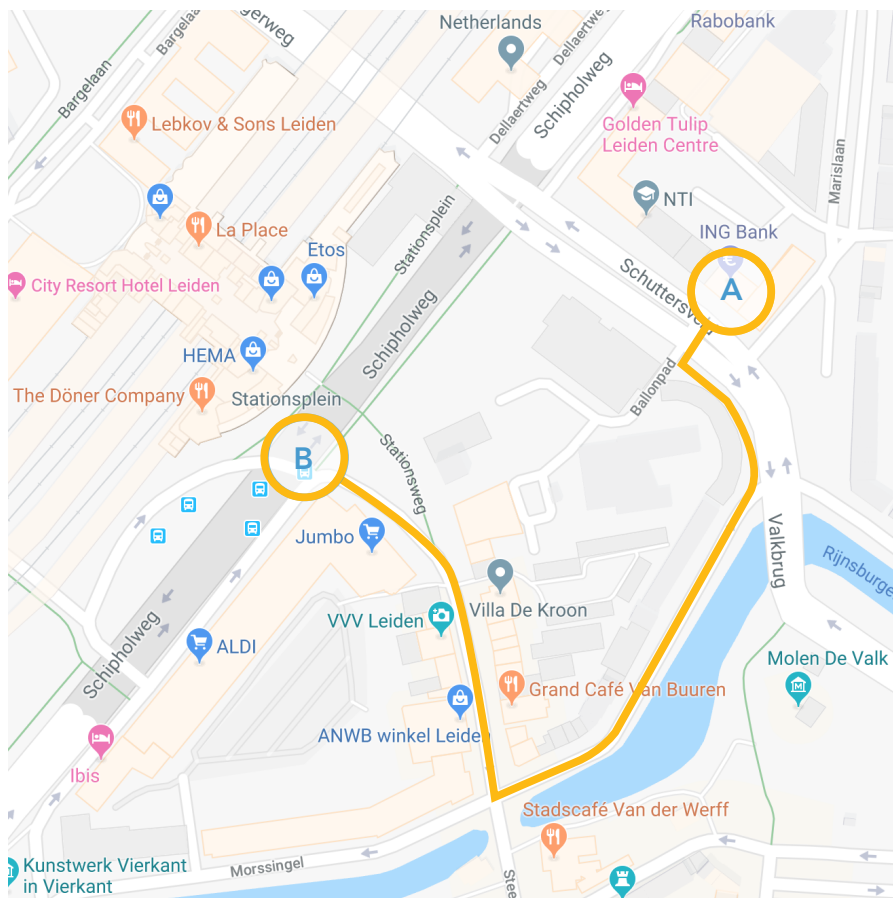 Netherlands
Rabobank
gerweg
Bargelaan
Bargelaan
Dellaertweg
Dellaertweg
Schipholweg
Golden Tulip
Leiden Centre
Lebkov & Sons Leiden
Marislaan
NTI
La Place
Stationsplein
ING Bank
Etos
City Resort Hotel Leiden
Schuttersveld
A
Schipholweg
HEMA
The Döner Company
Stationsplein
Ballonpad
B
Stationsweg
Jumbo
Valkbrug
Rijnsburge
Villa De Kroon
VVV Leiden
ALDI
Schipholweg
Molen De Valk
Grand Café Van Buuren
ANWB winkel Leiden
Ibis
Stadscafé Van der Werff
Kunstwerk Vierkant
in Vierkant
Morssingel
Stee